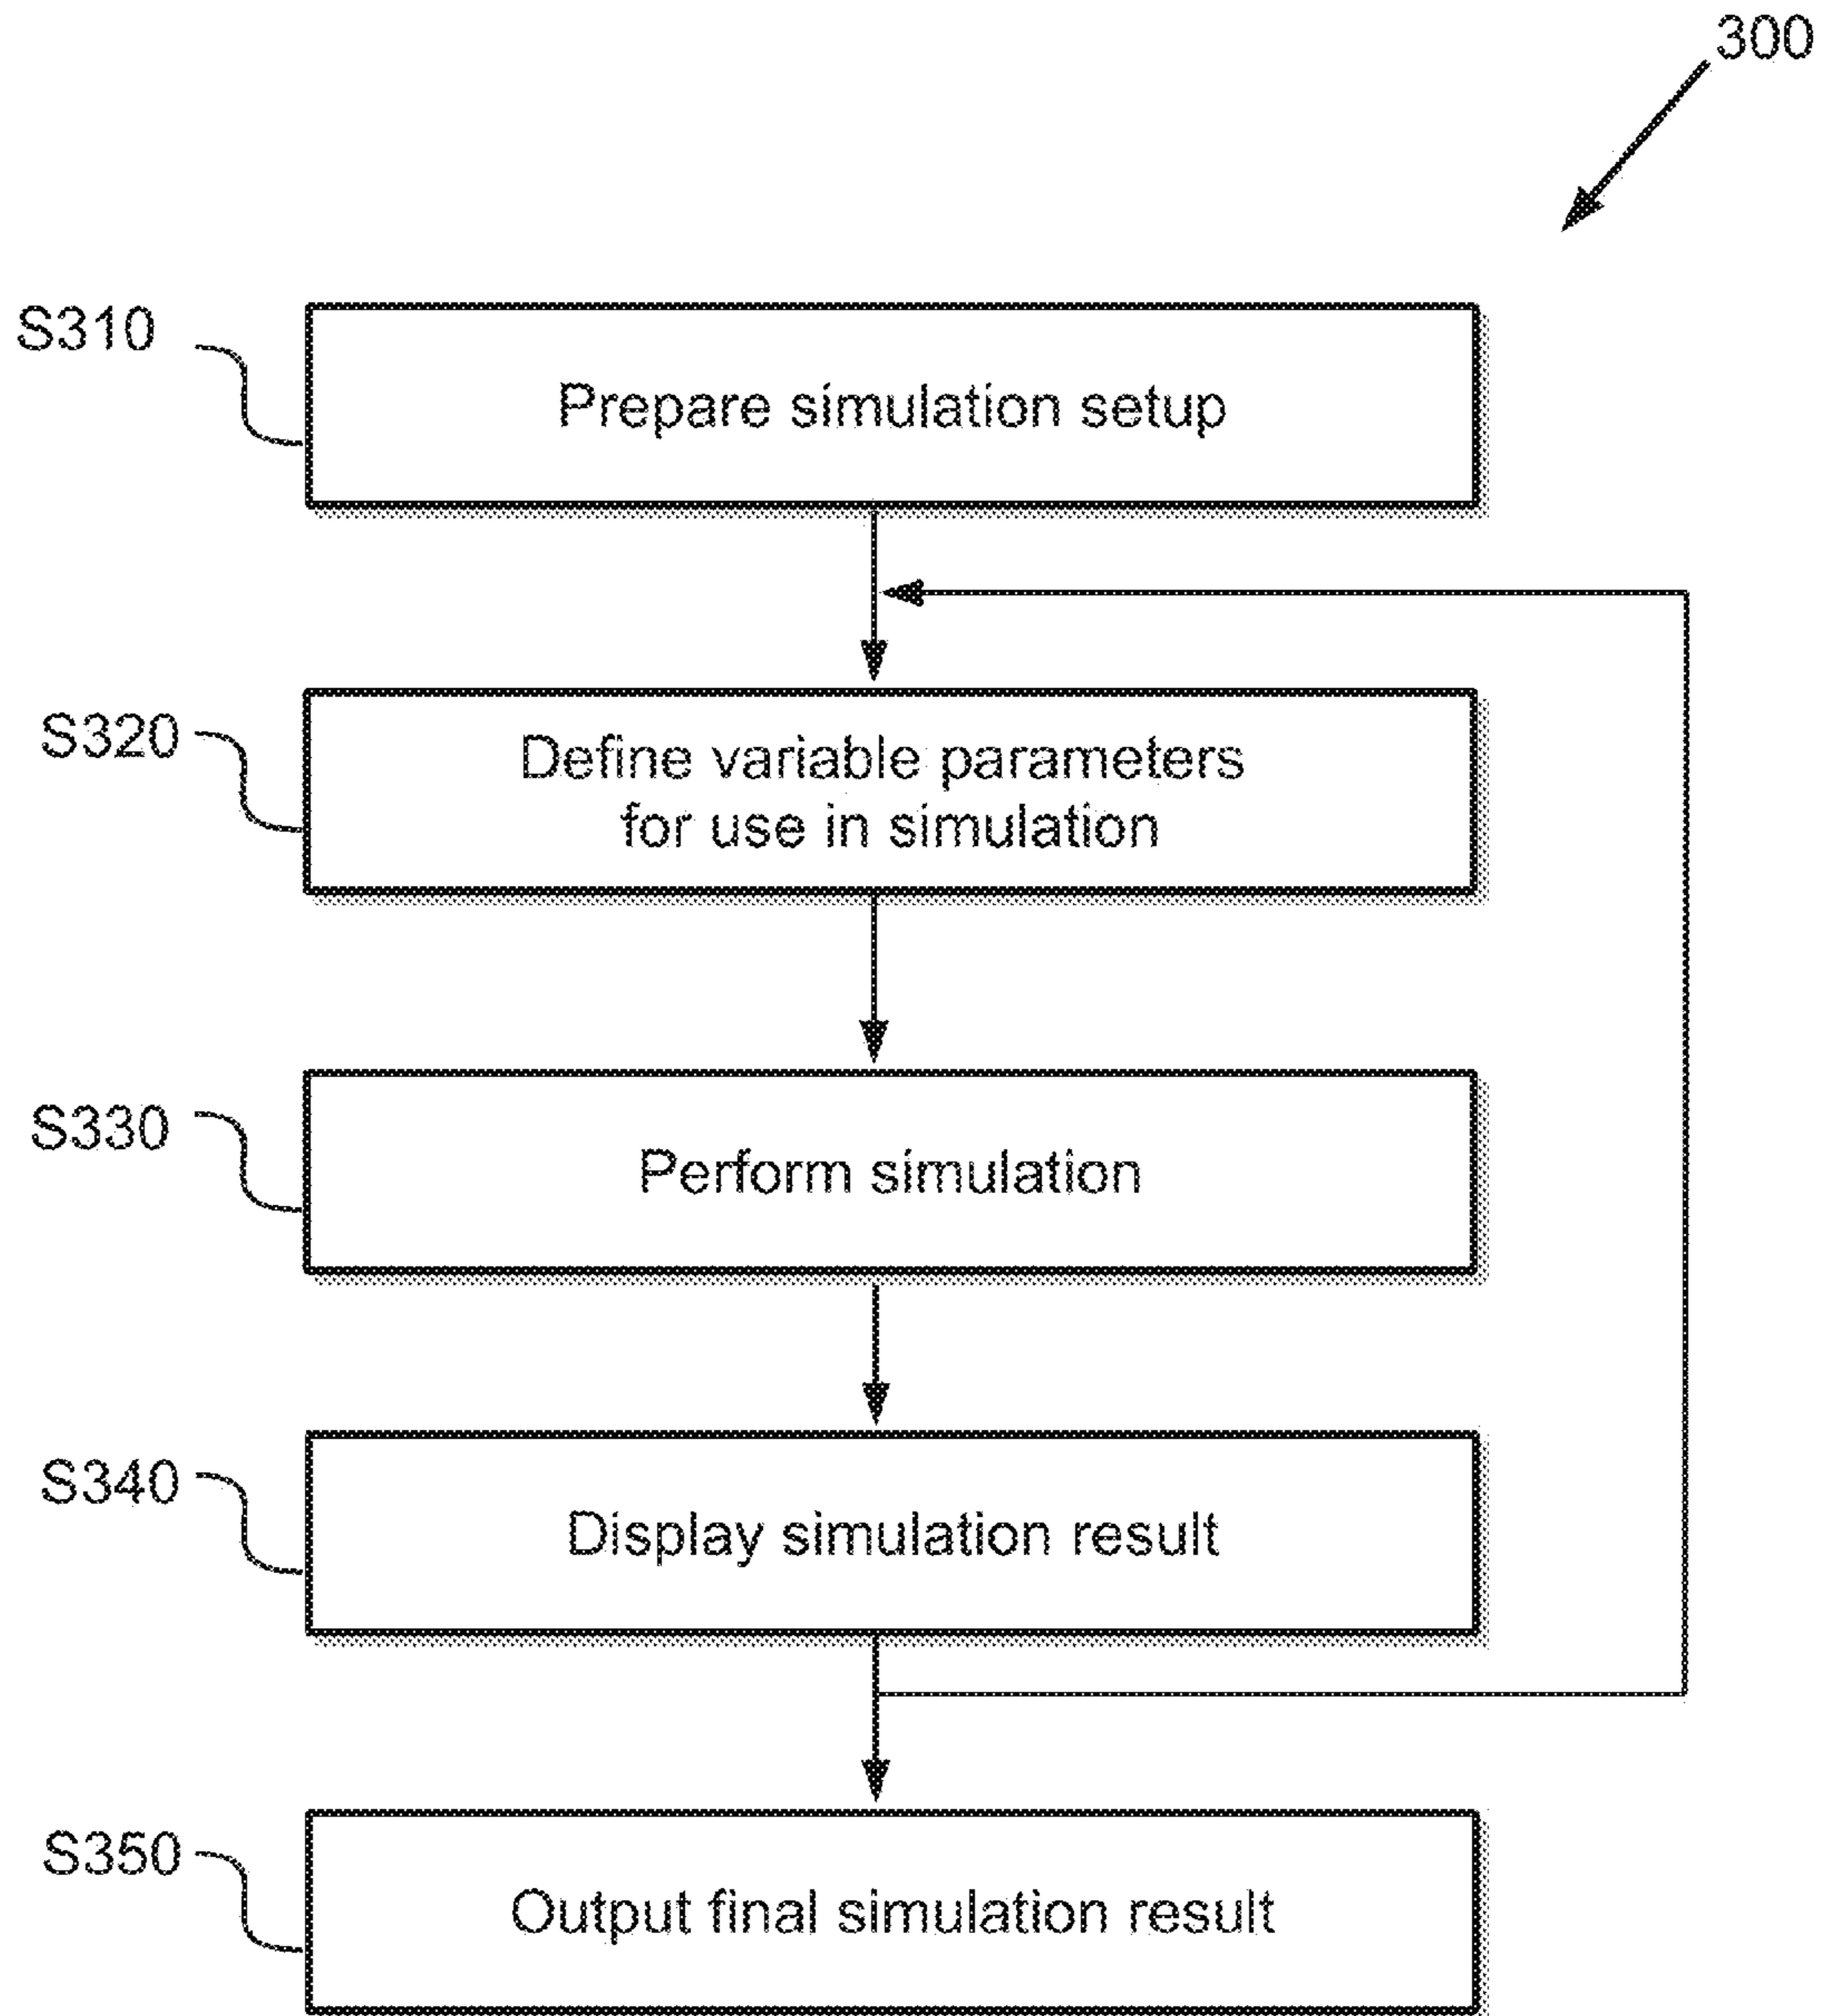 300
S310
Prepare simulation setup
S320
Define variable parameters
for use in simulation
S330
Perform simulation
S340
Display simulation result
S350
Output final simulation result